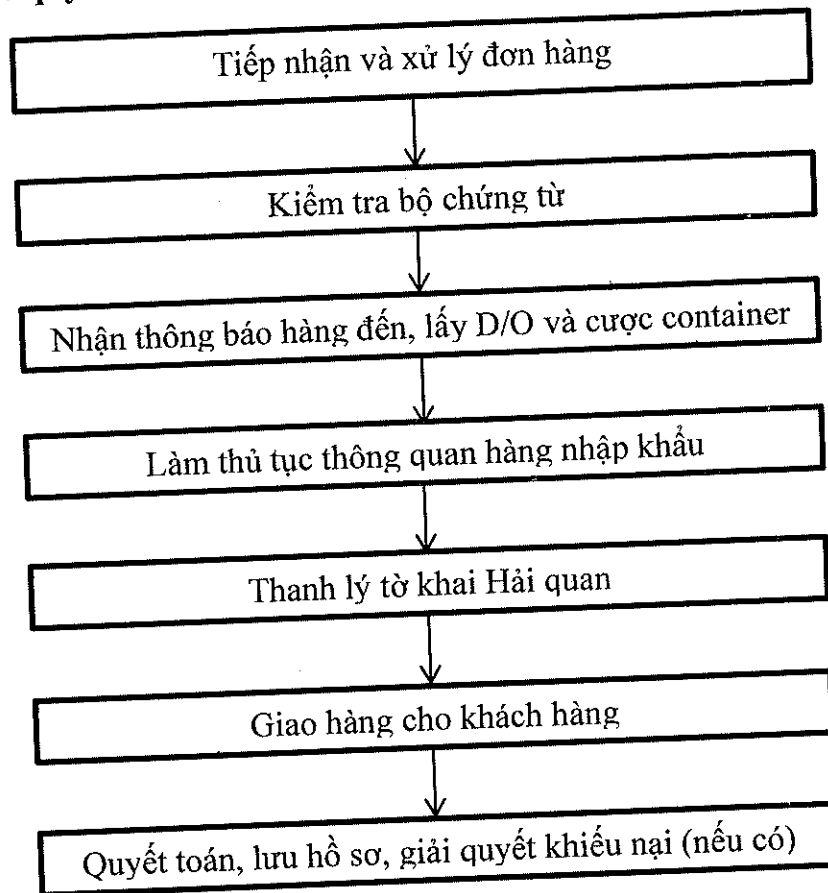 Tiếp nhận và xử lý đơn hàng
Kiểm tra bộ chứng từ
Nhận thông báo hàng đến, lấy D/O và cược container
Làm thủ tục thông quan hàng nhập khẩu
Thanh lý tờ khai Hải quan
Giao hàng cho khách hàng
Quyết toán, lưu hồ sơ, giải quyết khiếu nại (nếu có)